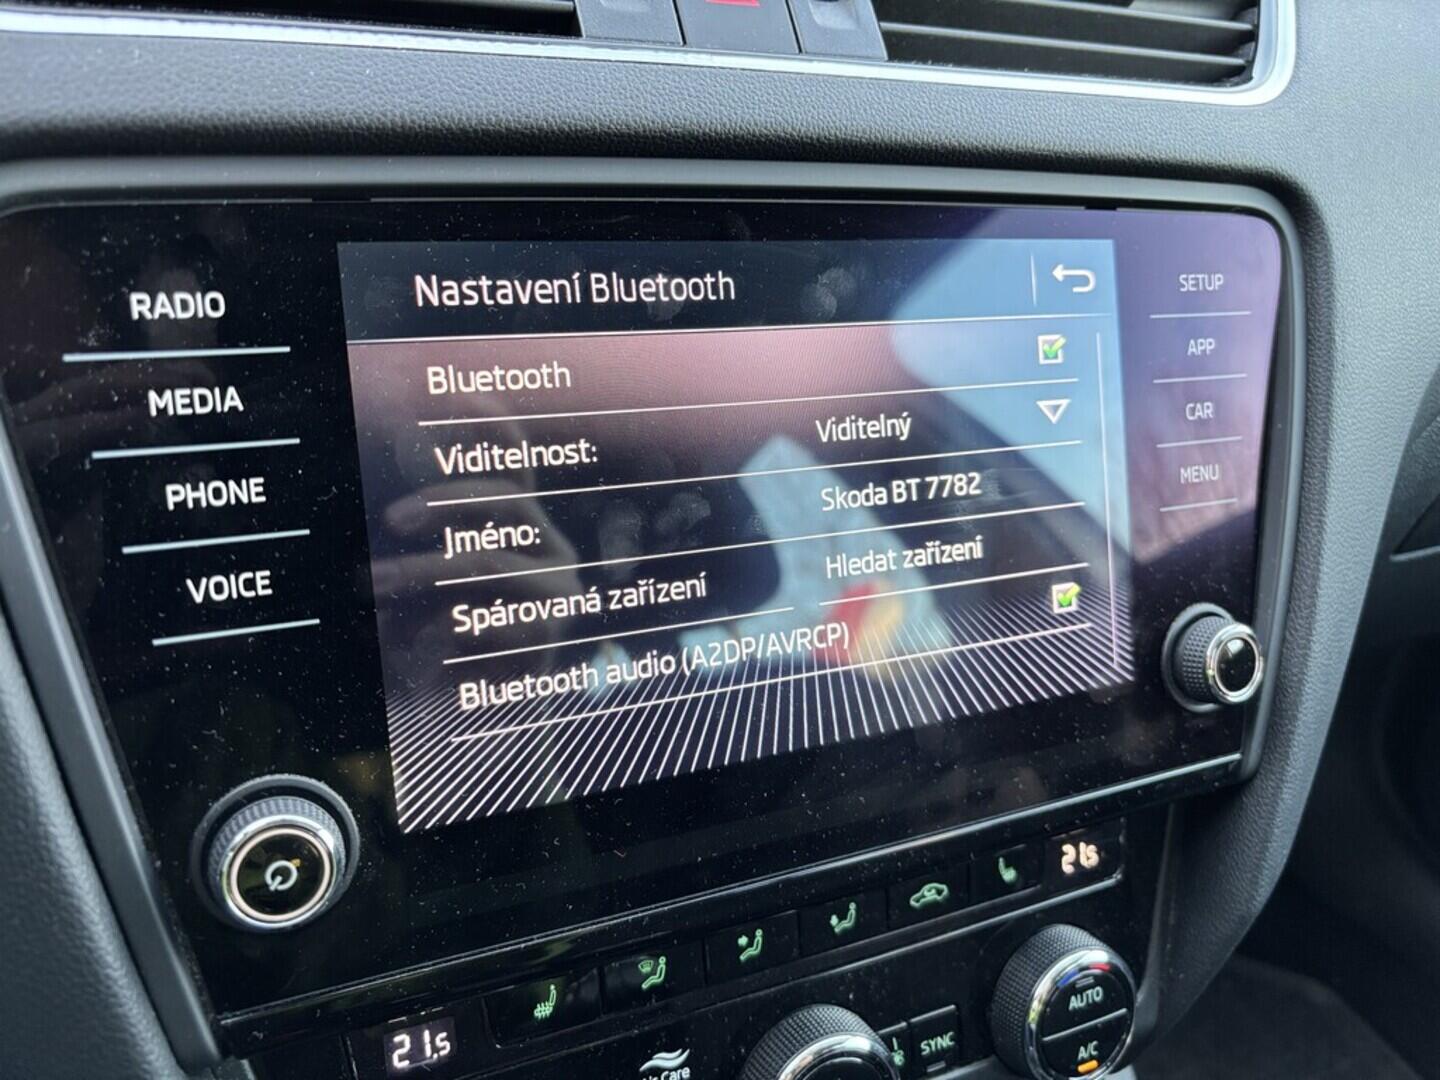 RADIO
MEDIA
PHONE
VOICE
Nastavení Bluetooth
Bluetooth
Viditelnost: Viditelný
Jméno: Skoda BT 7782
Spárovaná zařízení Hledat zařízení
Bluetooth audio (A2DP/AVRCP)
SETUP
APP
CAR
MENU
21.5
21.5
Care
SYNC
AUTO
A/C